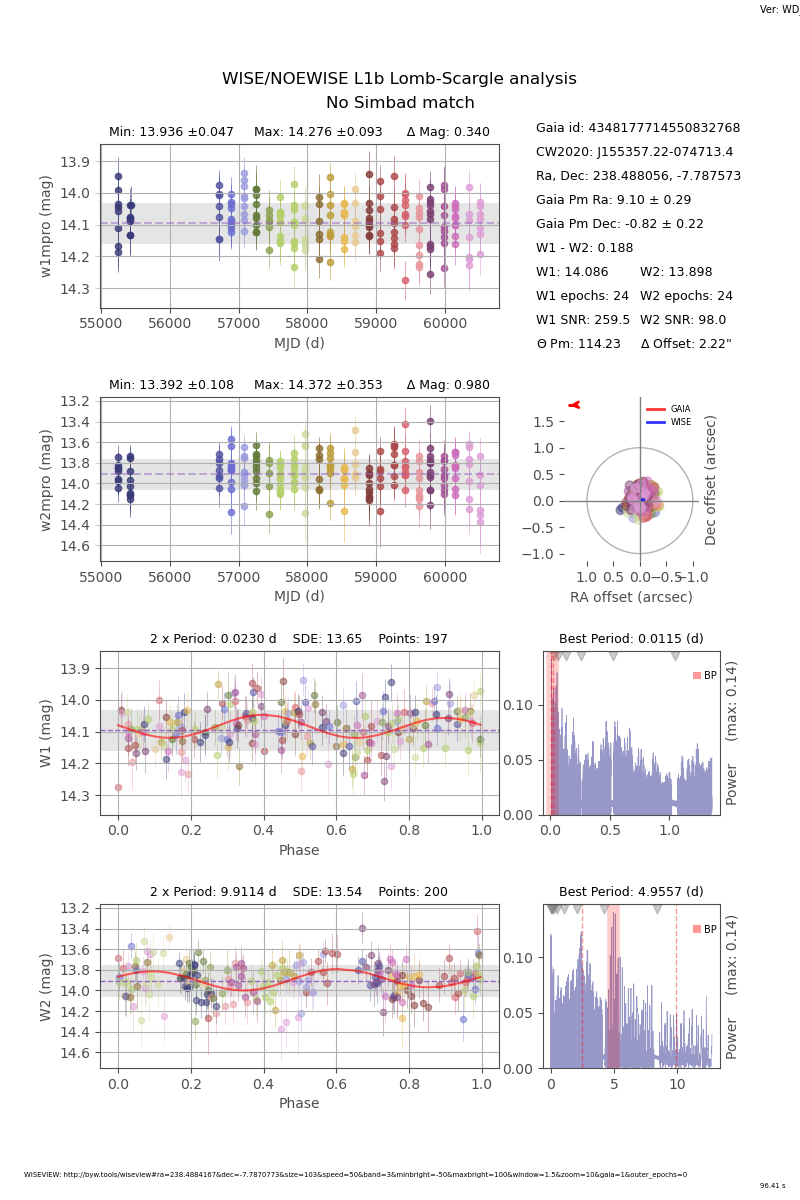 Ver: WD
WISE/NOEWISE L1b Lomb-Scargle analysis
No Simbad match
Min: 13.936 ±0.047 Max: 14.276 ±0.093 Δ Mag: 0.340
13.9
14.0
14.1
14.2
14.3
w1mpro (mag)
55000 56000 57000 58000 59000 60000
MJD (d)
Gaia id: 4348177714550832768
CW2020: J155357.22-074713.4
Ra, Dec: 238.488056, -7.787573
Gaia Pm Ra: 9.10 ± 0.29
Gaia Pm Dec: -0.82 ± 0.22
W1 - W2: 0.188
W1: 14.086 W2: 13.898
W1 epochs: 24 W2 epochs: 24
W1 SNR: 259.5 W2 SNR: 98.0
Θ Pm: 114.23 Δ Offset: 2.22"
Min: 13.392 ±0.108 Max: 14.372 ±0.353 Δ Mag: 0.980
13.2
13.4
13.6
13.8
14.0
14.2
14.4
14.6
w2mpro (mag)
55000 56000 57000 58000 59000 60000
MJD (d)
GAIA
WISE
1.5
1.0
0.5
0.0
−0.5
−1.0
Dec offset (arcsec)
1.0 0.5 0.0 −0.5 −1.0
RA offset (arcsec)
2 x Period: 0.0230 d SDE: 13.65 Points: 197
13.9
14.0
14.1
14.2
14.3
W1 (mag)
0.0 0.2 0.4 0.6 0.8 1.0
Phase
Best Period: 0.0115 (d)
BP
0.10
0.05
0.00
Power (max: 0.14)
0.0 0.5 1.0
2 x Period: 9.9114 d SDE: 13.54 Points: 200
13.2
13.4
13.6
13.8
14.0
14.2
14.4
14.6
W2 (mag)
0.0 0.2 0.4 0.6 0.8 1.0
Phase
Best Period: 4.9557 (d)
BP
0.10
0.05
0.00
Power (max: 0.14)
0 5 10
WISEVIEW: http://byw.tools/wiseview#ra=238.4884167&dec=-7.7870773&size=103&speed=50&band=3&minbright=-50&maxbright=100&window=1.5&zoom=10&gaia=1&outer_epochs=0
96.41 s